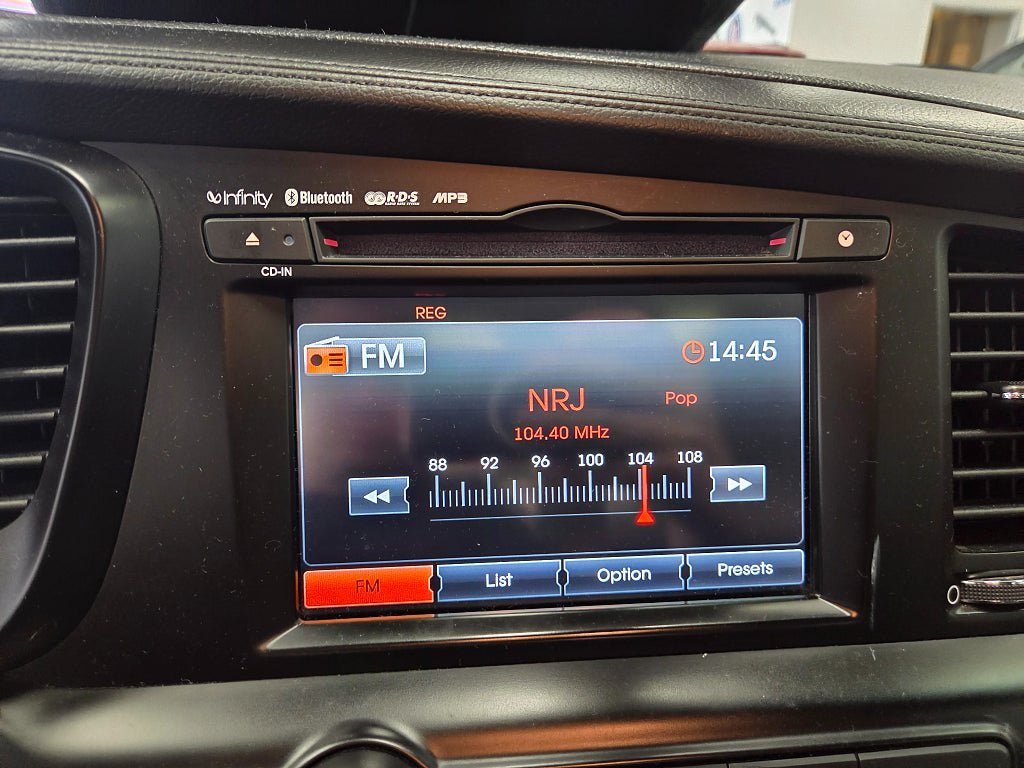 Infinity Bluetooth R·D·S MP3
CD-IN
REG
FM 14:45
NRJ Pop
104.40 MHz
88 92 96 100 104 108
FM List Option Presets